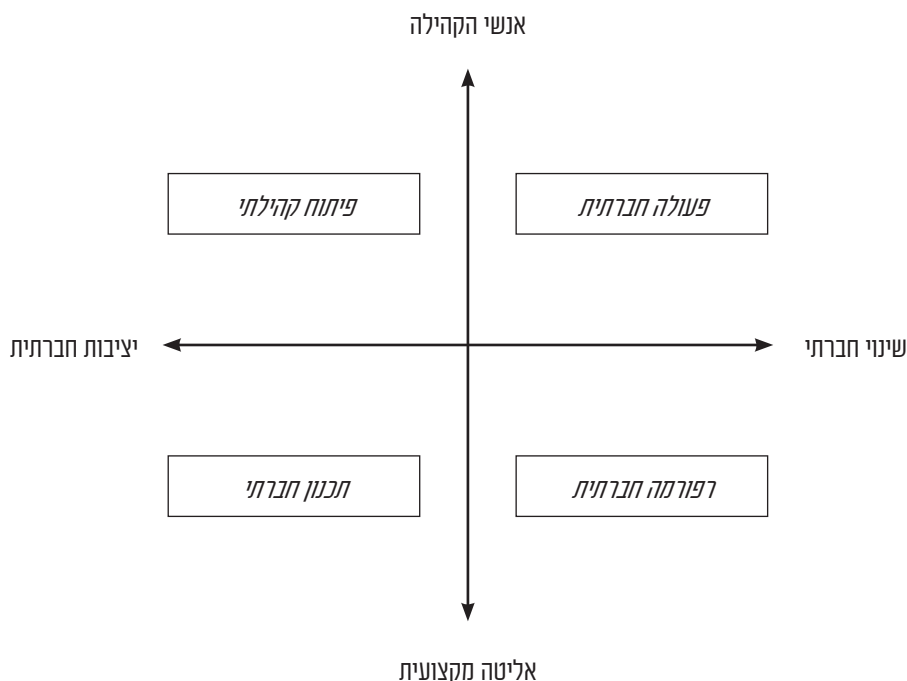 אנשי הקהילה
פעולה חברתית
פיתוח קהילתי
שינוי חברתי
יציבות חברתית
רפורמה חברתית
תכנון חברתי
אליטה מקצועית